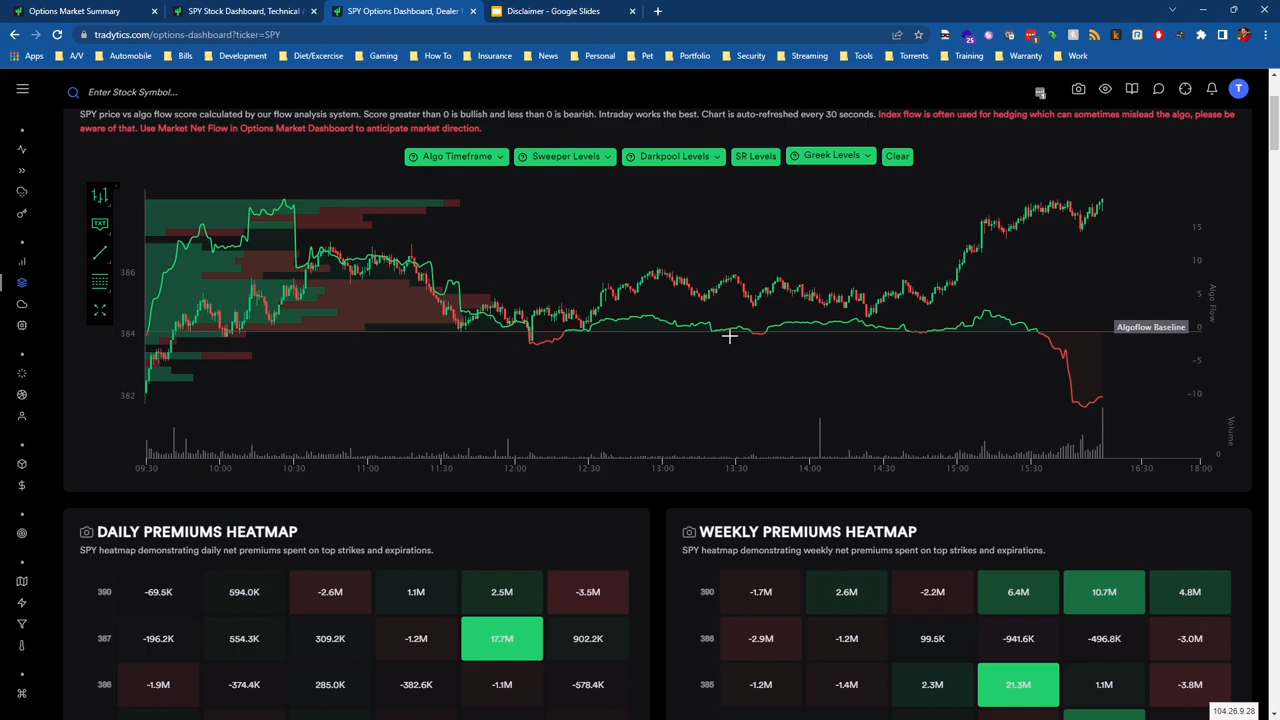 Options Market Summary
SPY Stock Dashboard, Technical A
SPY Options Dashboard, Dealer
Disclaimer - Google Slides
tradytics.com/options-dashboard?ticker=SPY
25
Apps A/V Automobile Bills Development Diet/Excercise Gaming How To Insurance News Personal Pet Portfolio Security Streaming Tools Torrents Training Warranty Work
Enter Stock Symbol...
T
SPY price vs algo flow score calculated by our flow analysis system. Score greater than 0 is bullish and less than 0 is bearish. Intraday works the best. Chart is auto-refreshed every 30 seconds. Index flow is often used for hedging which can sometimes mislead the algo, please be
aware of that. Use Market Net Flow in Options Market Dashboard to anticipate market direction.
Algo Timeframe Sweeper Levels Darkpool Levels SR Levels Greek Levels Clear
TXT
386
384
382
15
10
5
0
-5
-10
Algo Flow
Algoflow Baseline
Volume
0
09:30 10:00 10:30 11:00 11:30 12:00 12:30 13:00 13:30 14:00 14:30 15:00 15:30 16:30 18:00
DAILY PREMIUMS HEATMAP
SPY heatmap demonstrating daily net premiums spent on top strikes and expirations.
390 -69.5K 594.0K -2.6M 1.1M 2.5M -3.5M
387 -196.2K 554.3K 309.2K -1.2M 17.7M 902.2K
386 -1.9M -374.4K 285.0K -382.6K -1.1M -578.4K
WEEKLY PREMIUMS HEATMAP
SPY heatmap demonstrating weekly net premiums spent on top strikes and expirations.
390 -1.7M 2.6M -2.2M 6.4M 10.7M 4.8M
386 -2.9M -1.2M 99.5K -941.6K -496.8K -3.0M
385 -1.2M -1.4M 2.3M 21.3M 1.1M -3.8M
104.26.9.28